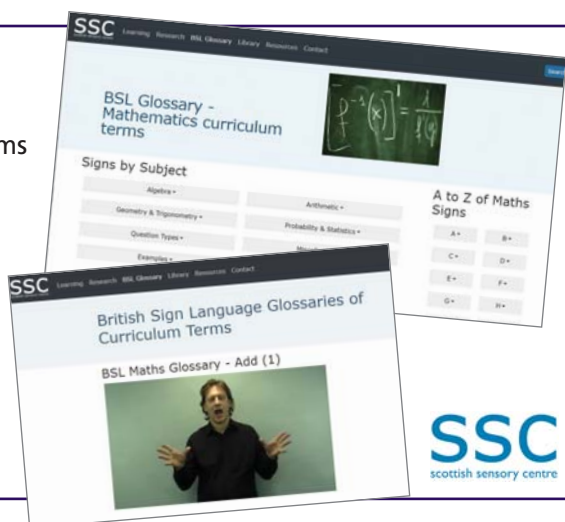 ms
SSC Learning Research BSL Glossary Library Resources Contact
Search
BSL Glossary -
Mathematics curriculum
terms
Signs by Subject
Algebra
Arithmetic
Geometry & Trigonometry
Probability & Statistics
Question Types
Examples
A to Z of Maths
Signs
A
B
C
D
E
F
G
H
SSC Learning Research BSL Glossary Library Resources Contact
British Sign Language Glossaries of
Curriculum Terms
BSL Maths Glossary - Add (1)
SSC
scottish sensory centre